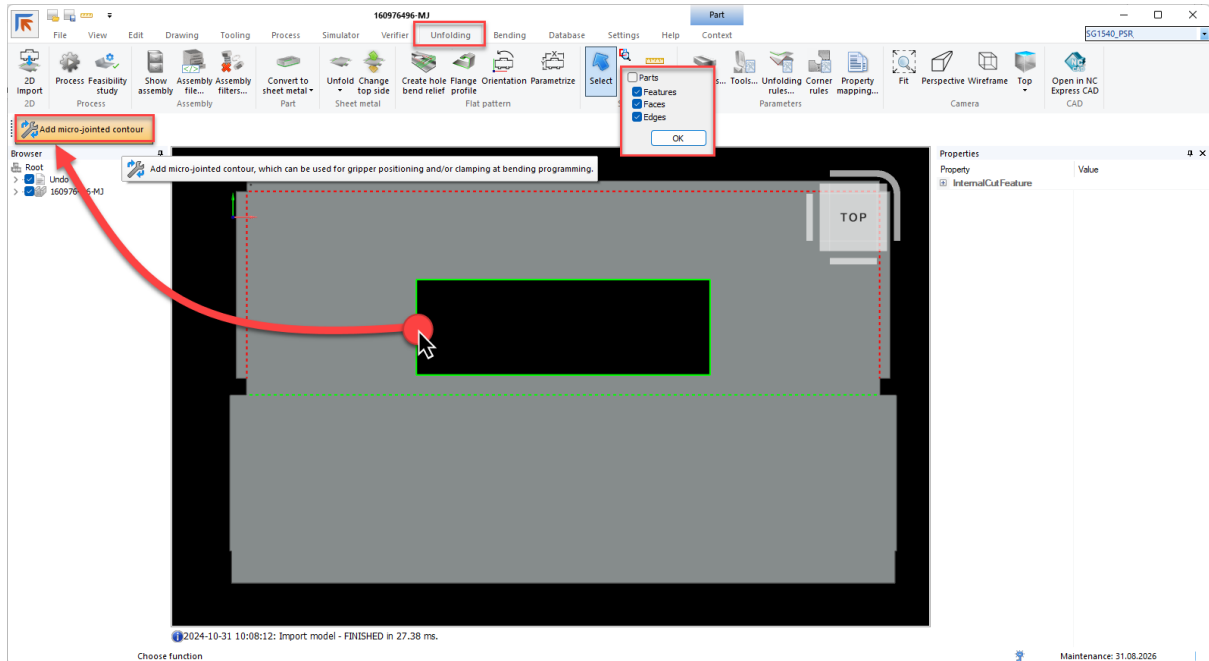 160976496-MJ
Part
File View Edit Drawing Tooling Process Simulator Verifier Unfolding Bending Database Settings Help Context
SG1540_PSR
2D Import
Process
Feasibility study
Show assembly
Assembly file...
Assembly filters...
Convert to sheet metal
Unfold
Change top side
Create hole bend relief
Flange profile
Orientation
Parametrize
Select
Tools...
Unfolding rules...
Corner rules
Property mapping...
Fit
Perspective
Wireframe
Top
Open in NC Express CAD
2D
Process
Assembly
Part
Sheet metal
Flat pattern
Parameters
Camera
CAD
Parts
Features
Faces
Edges
OK
Add micro-jointed contour
Add micro-jointed contour, which can be used for gripper positioning and/or clamping at bending programming.
Browser
Root
Undo
Properties
Property Value
InternalCutFeature
TOP
2024-10-31 10:08:12: Import model - FINISHED in 27.38 ms.
Choose function
Maintenance: 31.08.2026